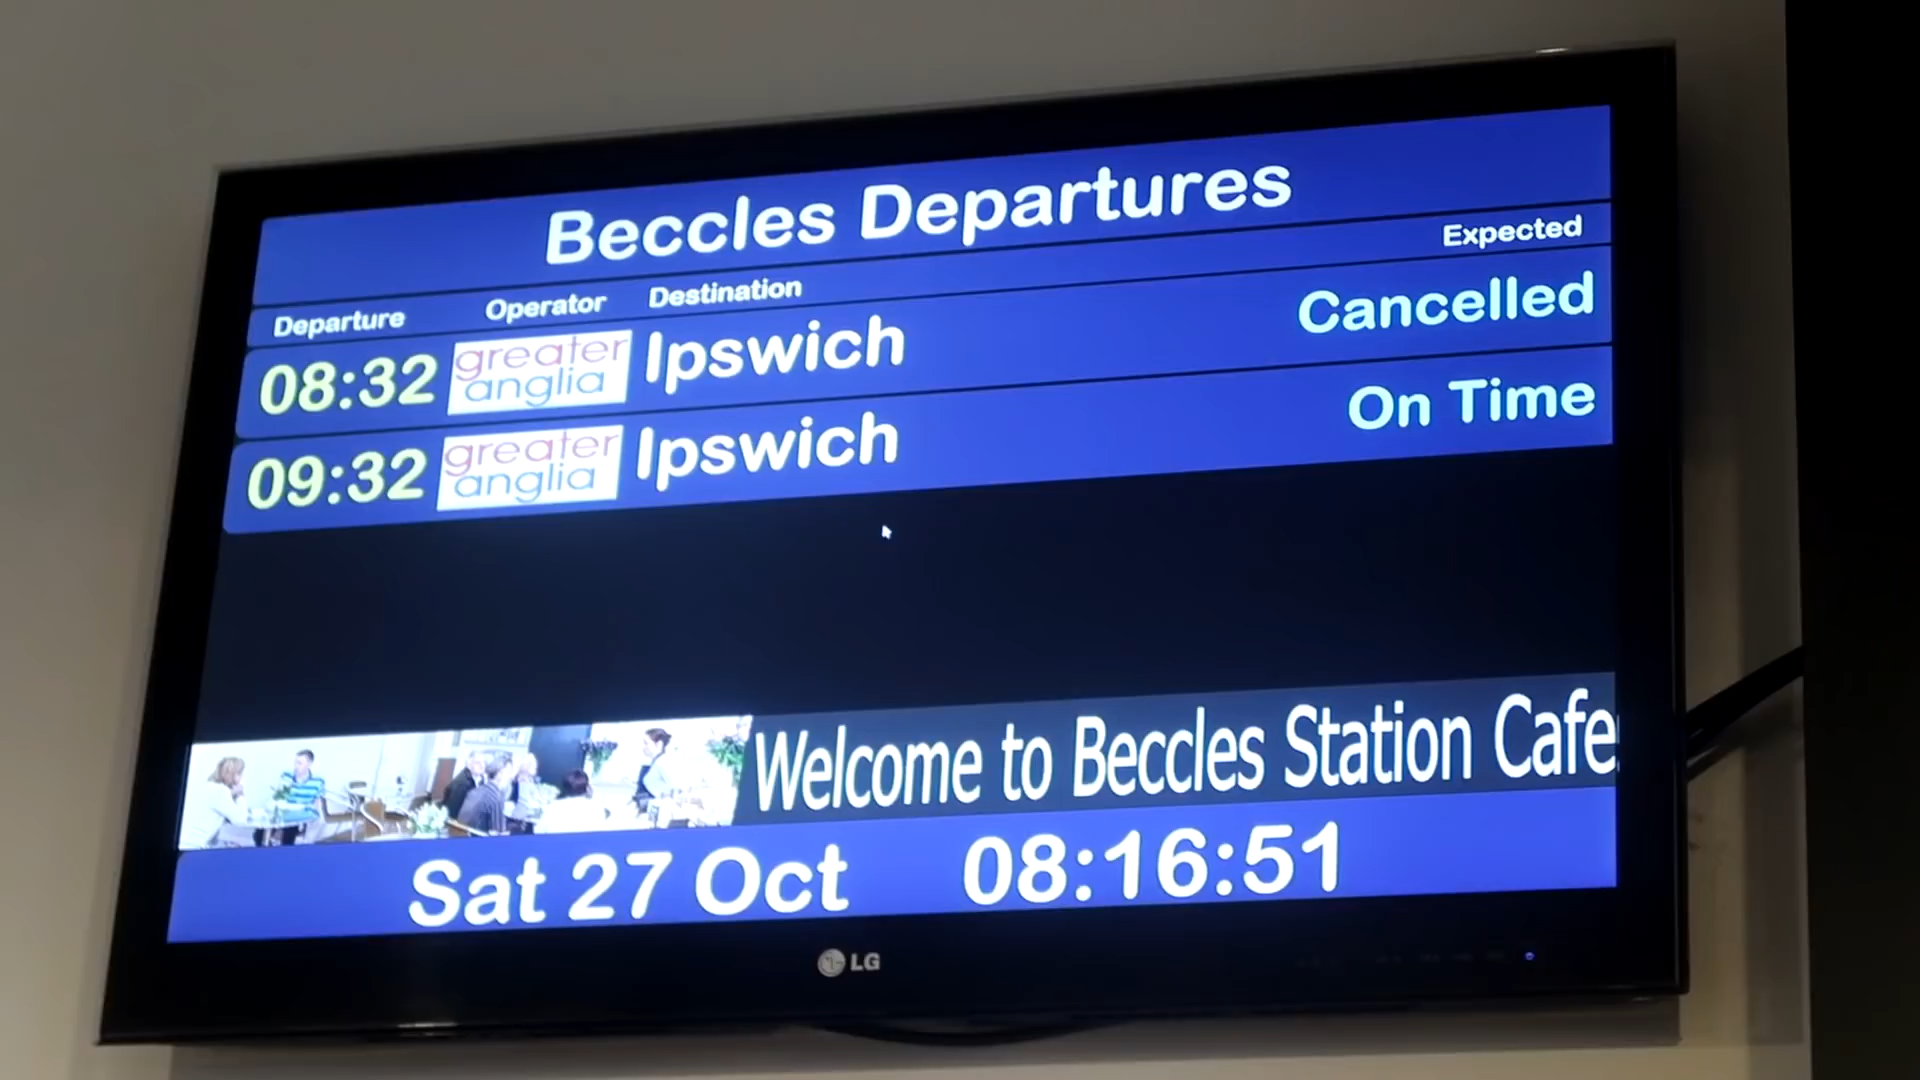 Beccles Departures
Departure Operator Destination Expected
08:32 greater anglia Ipswich Cancelled
09:32 greater anglia Ipswich On Time
Welcome to Beccles Station Cafe
Sat 27 Oct 08:16:51
LG